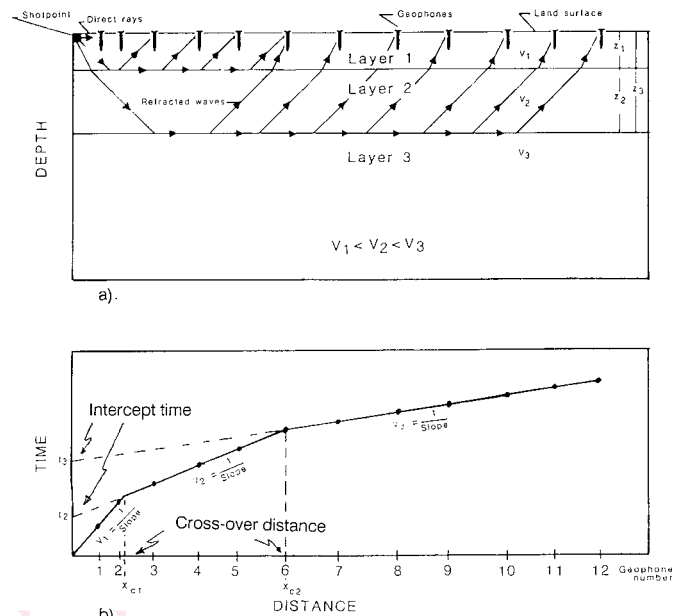 Shotpoint
Direct rays
Geophones
Land surface
Layer 1
V1
z1
Layer 2
Refracted waves
V2
z2
z3
Layer 3
V3
DEPTH
V1 < V2 < V3
a).
Intercept time
TIME
t3
t2
V1 = 1/Slope
V2 = 1/Slope
V3 = 1/Slope
Cross-over distance
1 2 3 4 5 6 7 8 9 10 11 12 Geophone number
xc1
xc2
DISTANCE
b)